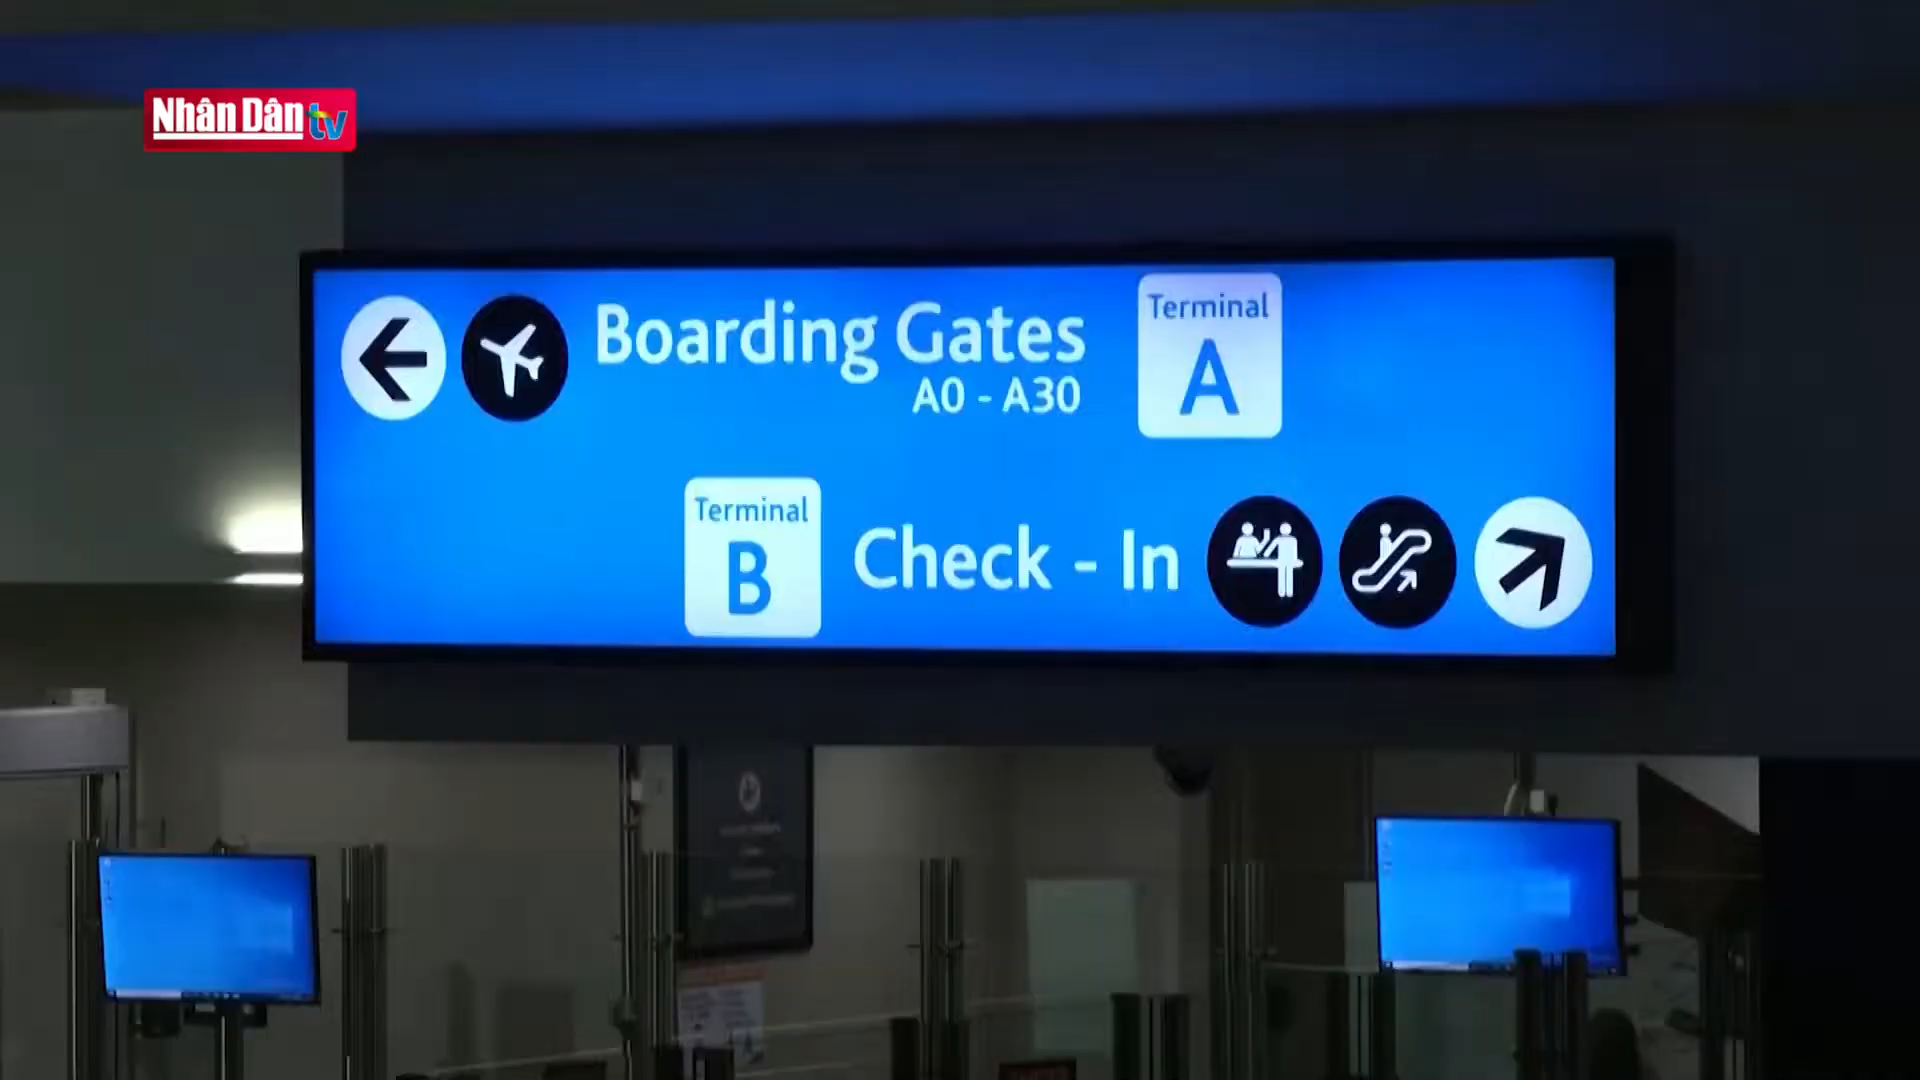 Nhân Dân tv
Boarding Gates
A0 - A30
Terminal
A
Terminal
B
Check - In